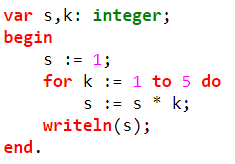 var s,k: integer;
begin
    s := 1;
    for k := 1 to 5 do
        s := s * k;
    writeln(s);
end.